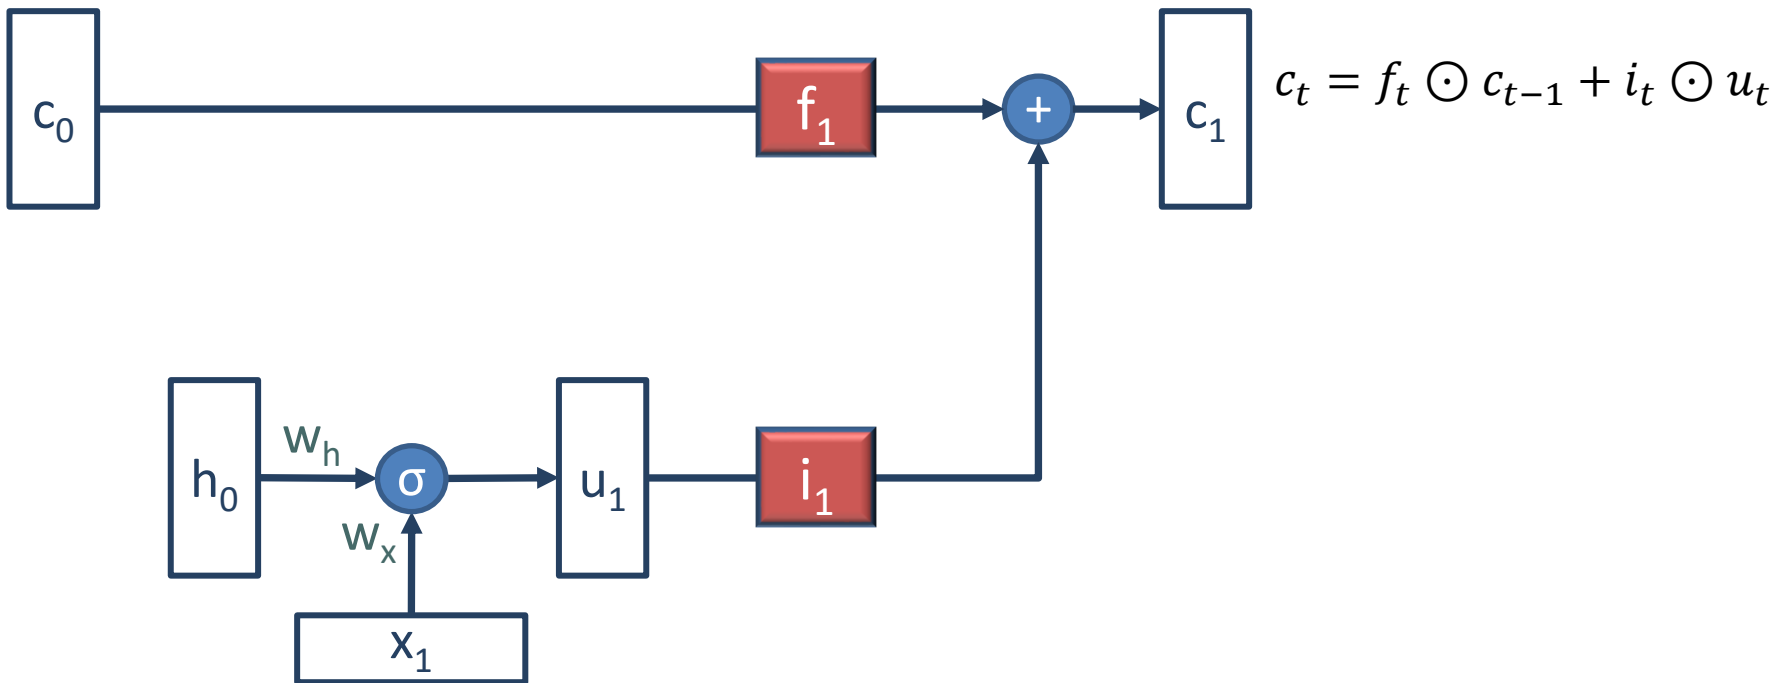 c₀
f₁
+
c₁
𝑐ₜ = 𝑓ₜ ⊙ 𝑐ₜ₋₁ + 𝑖ₜ ⊙ 𝑢ₜ
h₀
wₕ
σ
u₁
i₁
wₓ
x₁